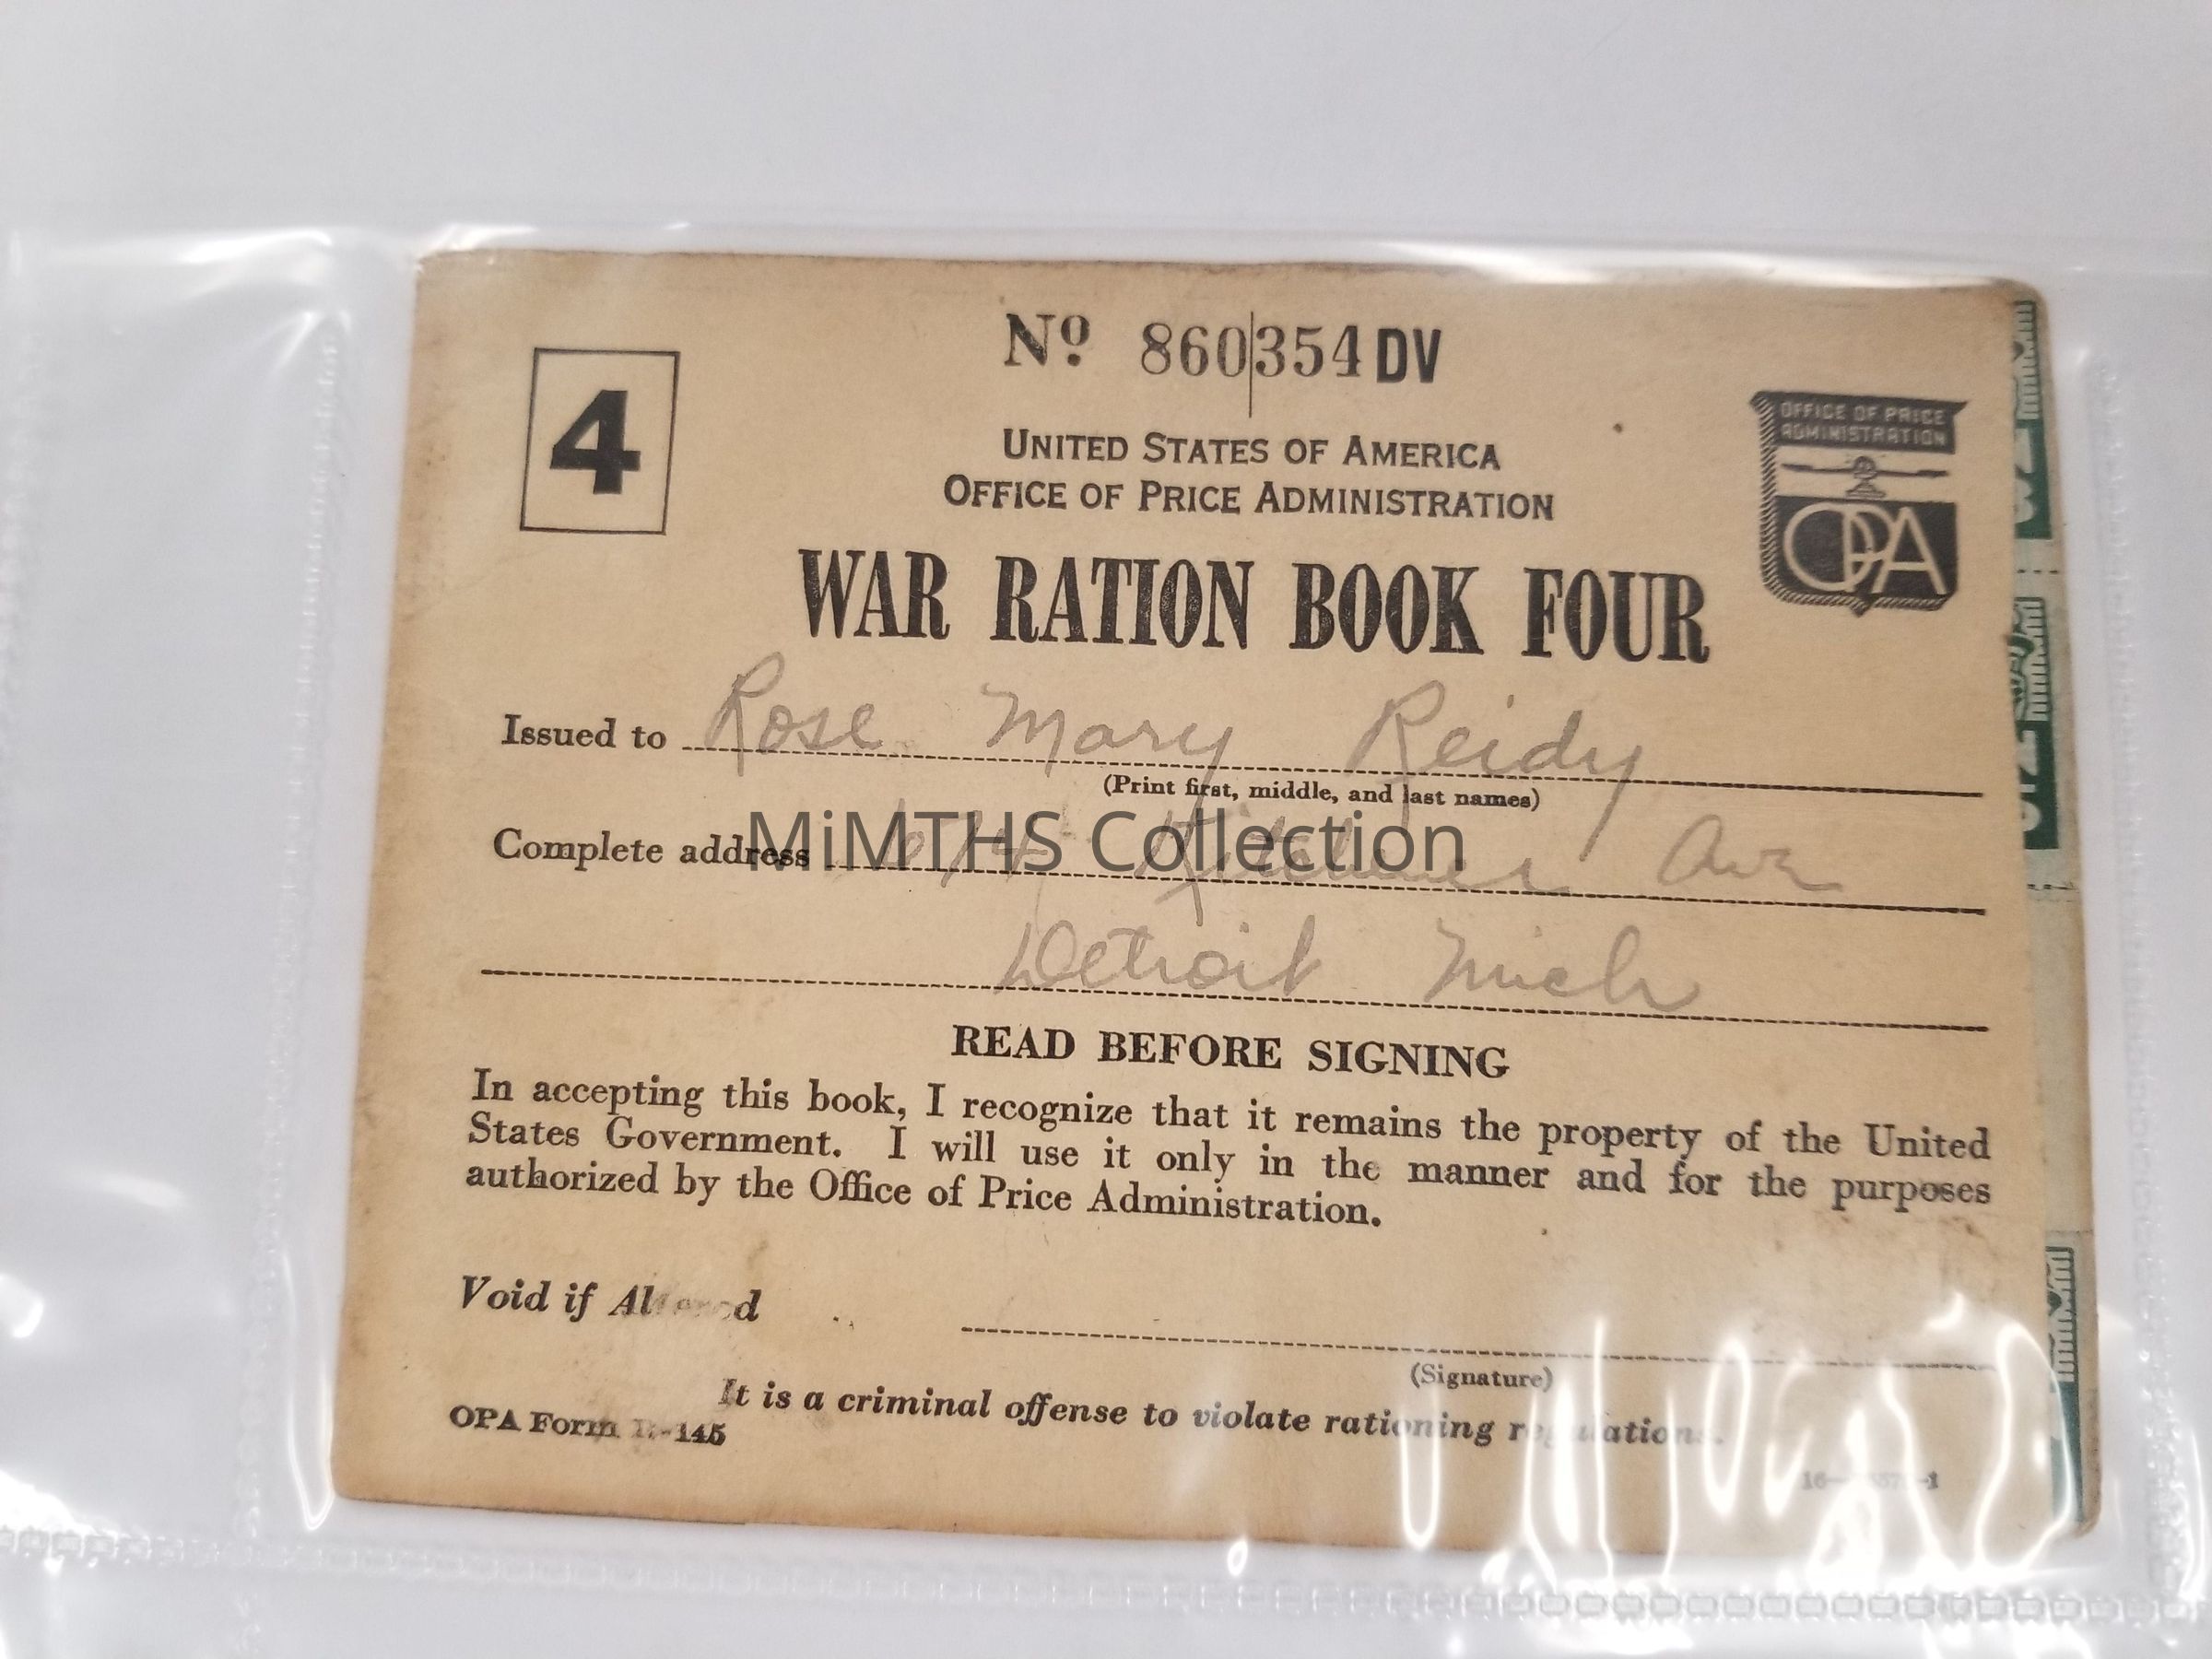 Nº 860354 DV
4
UNITED STATES OF AMERICA
OFFICE OF PRICE ADMINISTRATION
OFFICE OF PRICE
ADMINISTRATION
OPA
WAR RATION BOOK FOUR
Issued to Rose Mary Reidy
(Print first, middle, and last names)
MiMTHS Collection
Complete address Ave
Detroit Mich
READ BEFORE SIGNING
In accepting this book, I recognize that it remains the property of the United
States Government. I will use it only in the manner and for the purposes
authorized by the Office of Price Administration.
Void if Altered
(Signature)
It is a criminal offense to violate rationing regulations.
OPA Form R-145